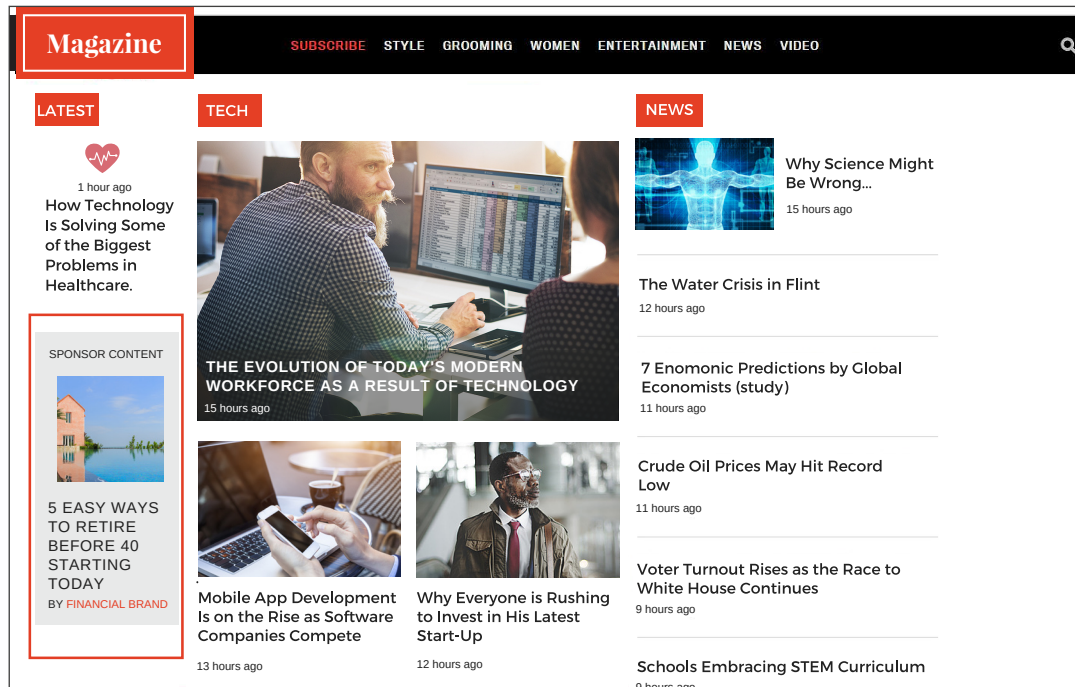 Magazine
SUBSCRIBE STYLE GROOMING WOMEN ENTERTAINMENT NEWS VIDEO
LATEST
1 hour ago
How Technology
Is Solving Some
of the Biggest
Problems in
Healthcare.
SPONSOR CONTENT
5 EASY WAYS
TO RETIRE
BEFORE 40
STARTING
TODAY
BY FINANCIAL BRAND
TECH
THE EVOLUTION OF TODAY'S MODERN
WORKFORCE AS A RESULT OF TECHNOLOGY
15 hours ago
Mobile App Development
Is on the Rise as Software
Companies Compete
13 hours ago
Why Everyone is Rushing
to Invest in His Latest
Start-Up
12 hours ago
NEWS
Why Science Might
Be Wrong...
15 hours ago
The Water Crisis in Flint
12 hours ago
7 Enomonic Predictions by Global
Economists (study)
11 hours ago
Crude Oil Prices May Hit Record
Low
11 hours ago
Voter Turnout Rises as the Race to
White House Continues
9 hours ago
Schools Embracing STEM Curriculum
9 hours ago